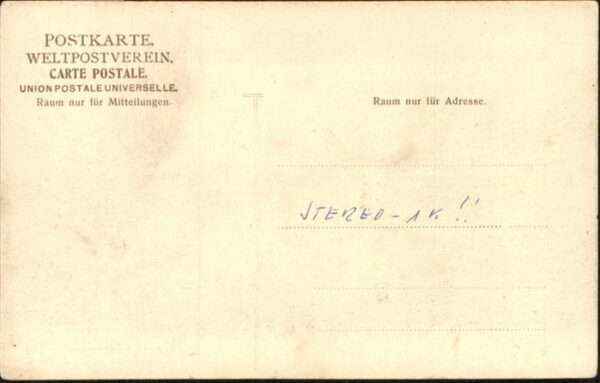 POSTKARTE.
WELTPOSTVEREIN.
CARTE POSTALE.
UNION POSTALE UNIVERSELLE.
Raum nur für Mitteilungen.
Raum nur für Adresse.
STEREO-AK!!